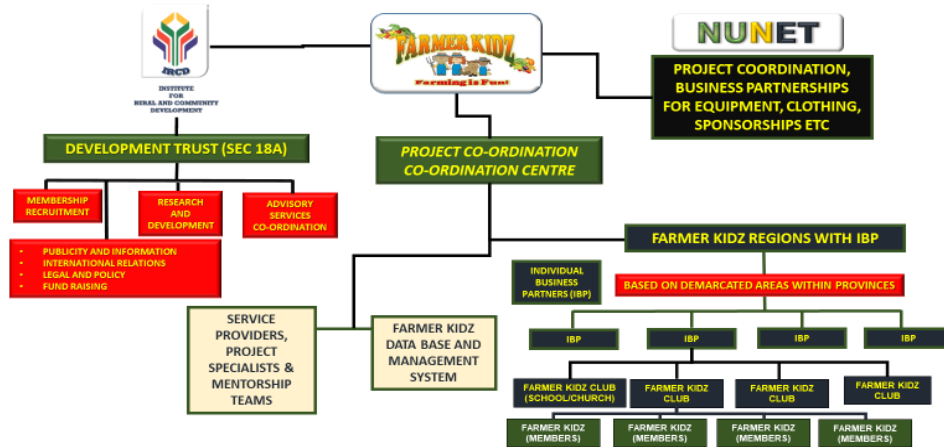 IRCD
INSTITUTE
FOR
RURAL AND COMMUNITY
DEVELOPMENT
FARMER KIDZ
Farming is Fun!
NUNET
PROJECT COORDINATION,
BUSINESS PARTNERSHIPS
FOR EQUIPMENT, CLOTHING,
SPONSORSHIPS ETC
DEVELOPMENT TRUST (SEC 18A)
PROJECT CO-ORDINATION
CO-ORDINATION CENTRE
MEMBERSHIP
RECRUITMENT
RESEARCH
AND
DEVELOPMENT
ADVISORY
SERVICES
CO-ORDINATION
• PUBLICITY AND INFORMATION
• INTERNATIONAL RELATIONS
• LEGAL AND POLICY
• FUND RAISING
FARMER KIDZ REGIONS WITH IBP
INDIVIDUAL
BUSINESS
PARTNERS (IBP)
BASED ON DEMARCATED AREAS WITHIN PROVINCES
SERVICE
PROVIDERS,
PROJECT
SPECIALISTS &
MENTORSHIP
TEAMS
FARMER KIDZ
DATA BASE AND
MANAGEMENT
SYSTEM
IBP
IBP
IBP
IBP
FARMER KIDZ CLUB
(SCHOOL/CHURCH)
FARMER KIDZ
CLUB
FARMER KIDZ
CLUB
FARMER KIDZ
CLUB
FARMER KIDZ
(MEMBERS)
FARMER KIDZ
(MEMBERS)
FARMER KIDZ
(MEMBERS)
FARMER KIDZ
(MEMBERS)